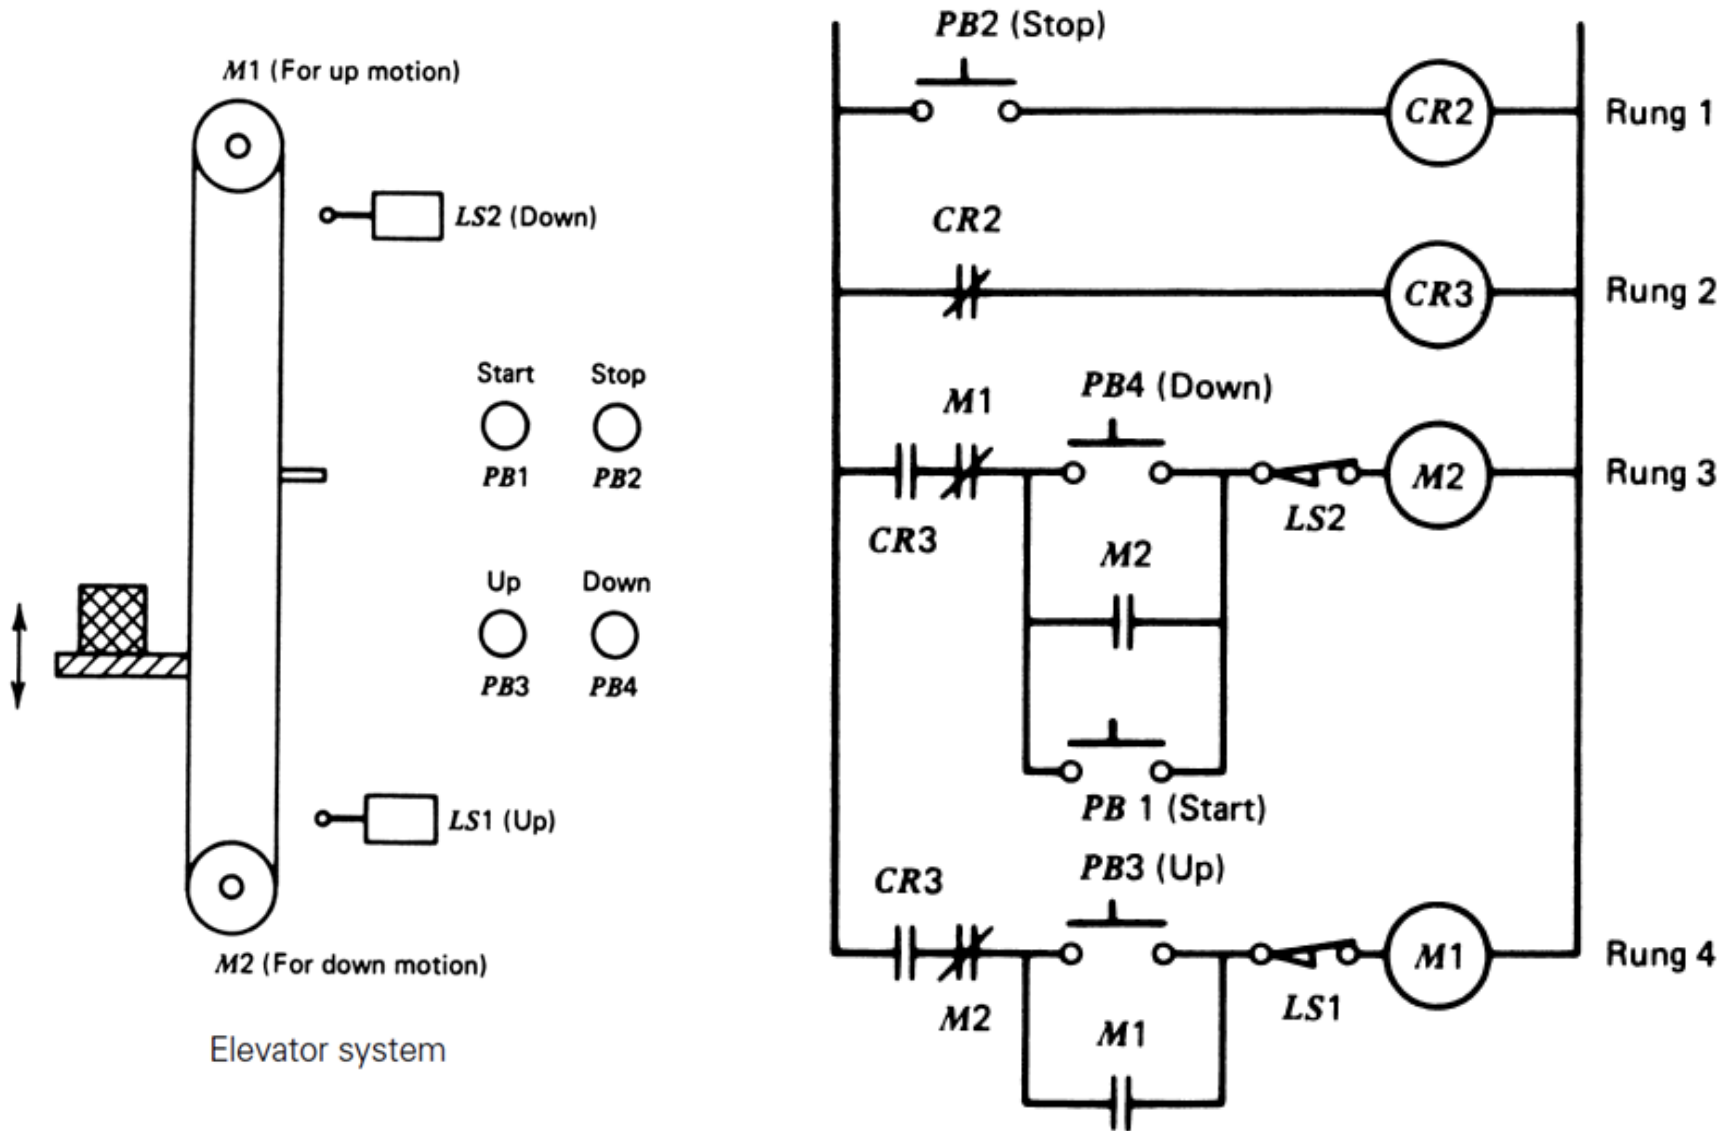 M1 (For up motion)
LS2 (Down)
Start
Stop
PB1
PB2
Up
Down
PB3
PB4
LS1 (Up)
M2 (For down motion)
Elevator system
PB2 (Stop)
CR2
Rung 1
CR2
CR3
Rung 2
M1
PB4 (Down)
CR3
LS2
M2
Rung 3
M2
PB 1 (Start)
CR3
PB3 (Up)
M2
LS1
M1
Rung 4
M1